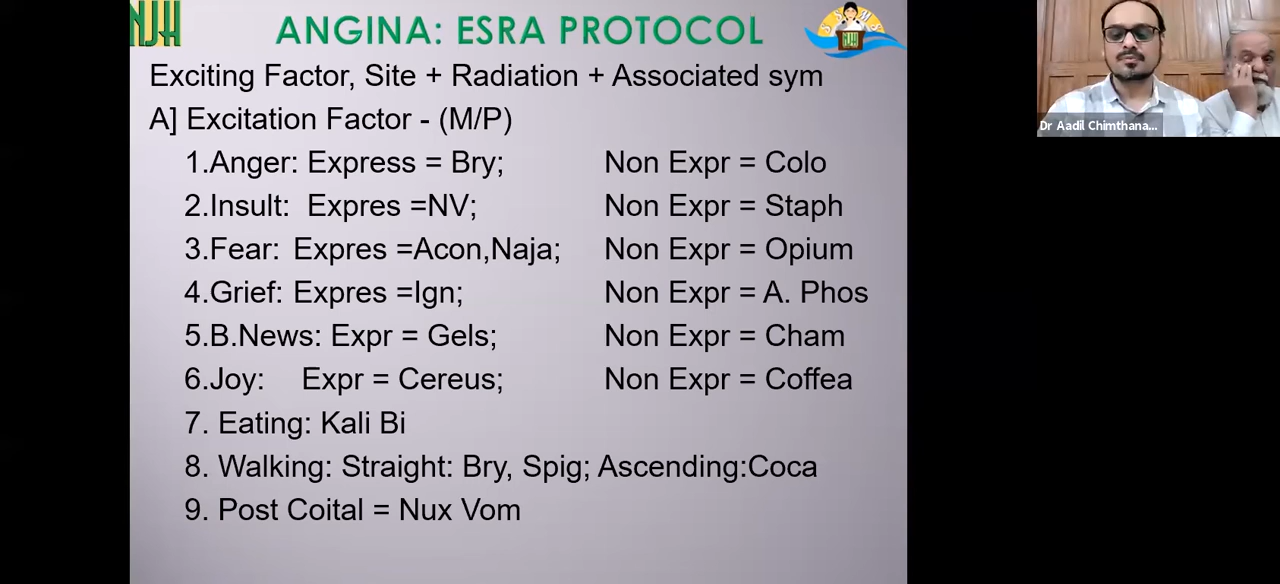 NJH
ANGINA: ESRA PROTOCOL
Exciting Factor, Site + Radiation + Associated sym
A] Excitation Factor - (M/P)
1.Anger: Express = Bry; Non Expr = Colo
2.Insult: Expres =NV; Non Expr = Staph
3.Fear: Expres =Acon,Naja; Non Expr = Opium
4.Grief: Expres =Ign; Non Expr = A. Phos
5.B.News: Expr = Gels; Non Expr = Cham
6.Joy: Expr = Cereus; Non Expr = Coffea
7. Eating: Kali Bi
8. Walking: Straight: Bry, Spig; Ascending:Coca
9. Post Coital = Nux Vom
Dr Aadil Chimthana...